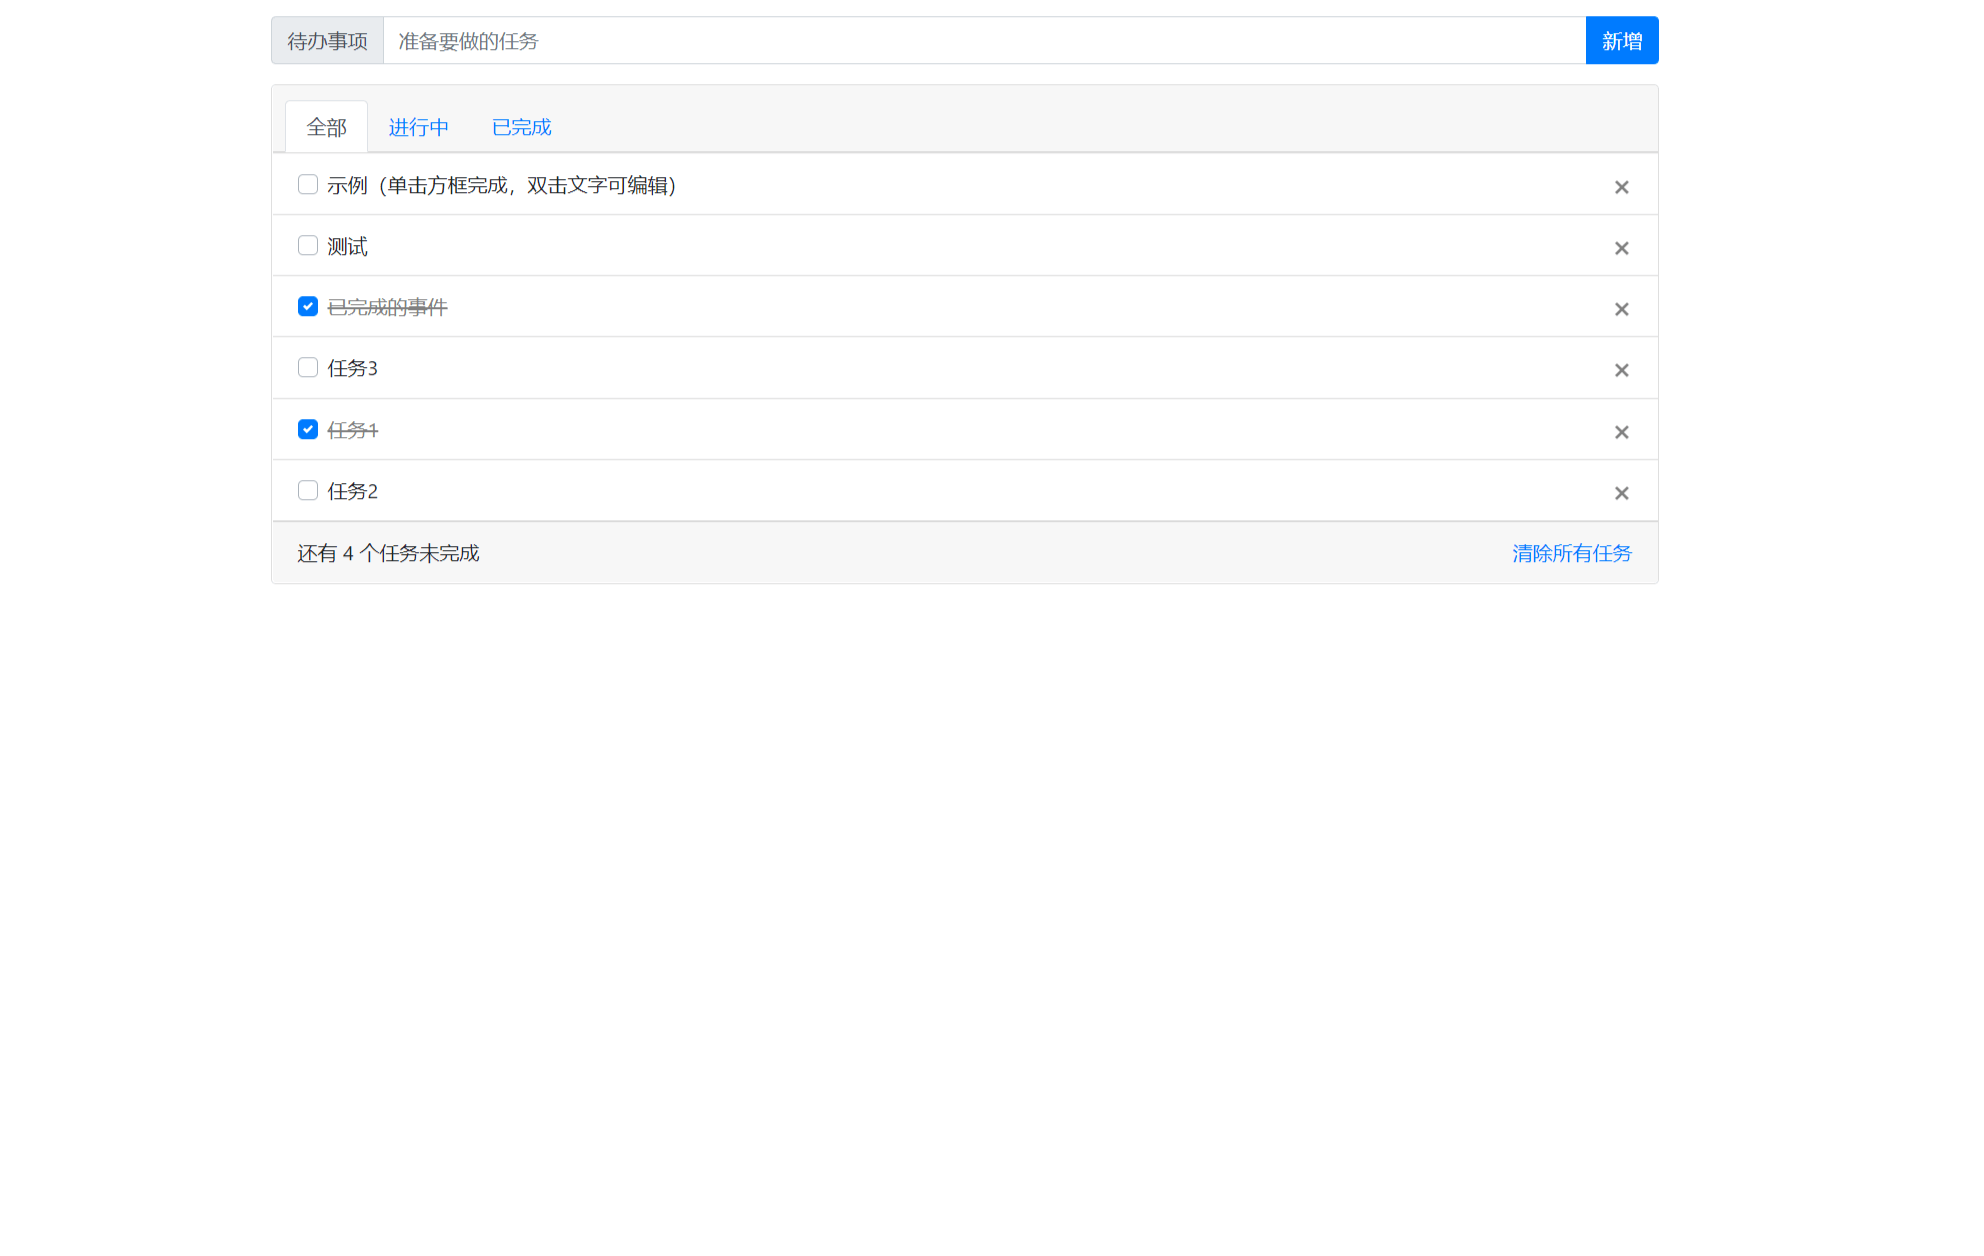 待办事项 准备要做的任务 新增
全部 进行中 已完成
示例（单击方框完成，双击文字可编辑）
测试
已完成的事件
任务3
任务1
任务2
还有 4 个任务未完成 清除所有任务